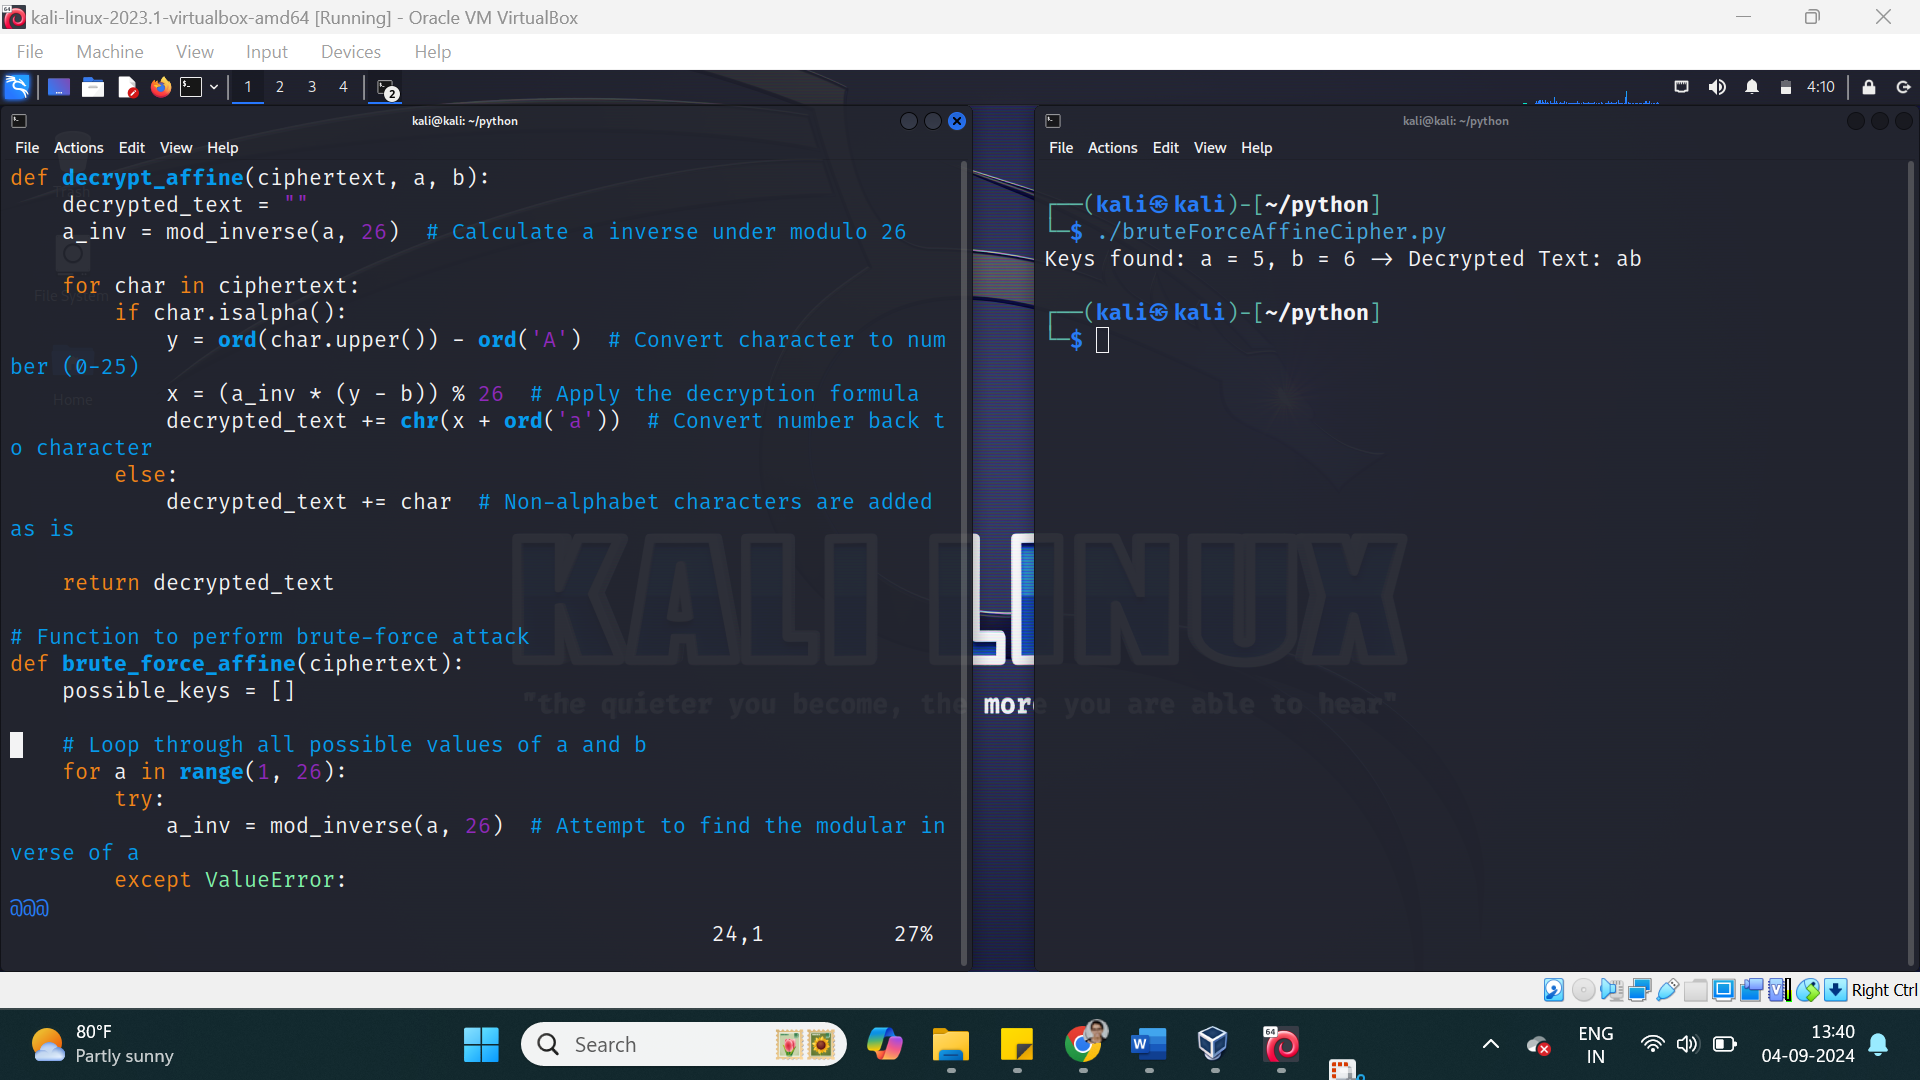 kali-linux-2023.1-virtualbox-amd64 [Running] - Oracle VM VirtualBox
File Machine View Input Devices Help
1 2 3 4 2 4:10
kali@kali: ~/python
File Actions Edit View Help
def decrypt_affine(ciphertext, a, b):
    decrypted_text = ""
    a_inv = mod_inverse(a, 26)  # Calculate a inverse under modulo 26
    for char in ciphertext:
        if char.isalpha():
            y = ord(char.upper()) - ord('A')  # Convert character to num
ber (0-25)
            x = (a_inv * (y - b)) % 26  # Apply the decryption formula
            decrypted_text += chr(x + ord('a'))  # Convert number back t
o character
        else:
            decrypted_text += char  # Non-alphabet characters are added
as is
    return decrypted_text
# Function to perform brute-force attack
def brute_force_affine(ciphertext):
    possible_keys = []
    # Loop through all possible values of a and b
    for a in range(1, 26):
        try:
            a_inv = mod_inverse(a, 26)  # Attempt to find the modular in
verse of a
        except ValueError:
@@@
24,1 27%
kali@kali: ~/python
File Actions Edit View Help
┌──(kali㉿kali)-[~/python]
└─$ ./bruteForceAffineCipher.py
Keys found: a = 5, b = 6 → Decrypted Text: ab
┌──(kali㉿kali)-[~/python]
└─$
File System
Home
KALI LINUX
"the quieter you become, the more you are able to hear"
Right Ctrl
80°F
Partly sunny
Search
64
ENG
IN
13:40
04-09-2024